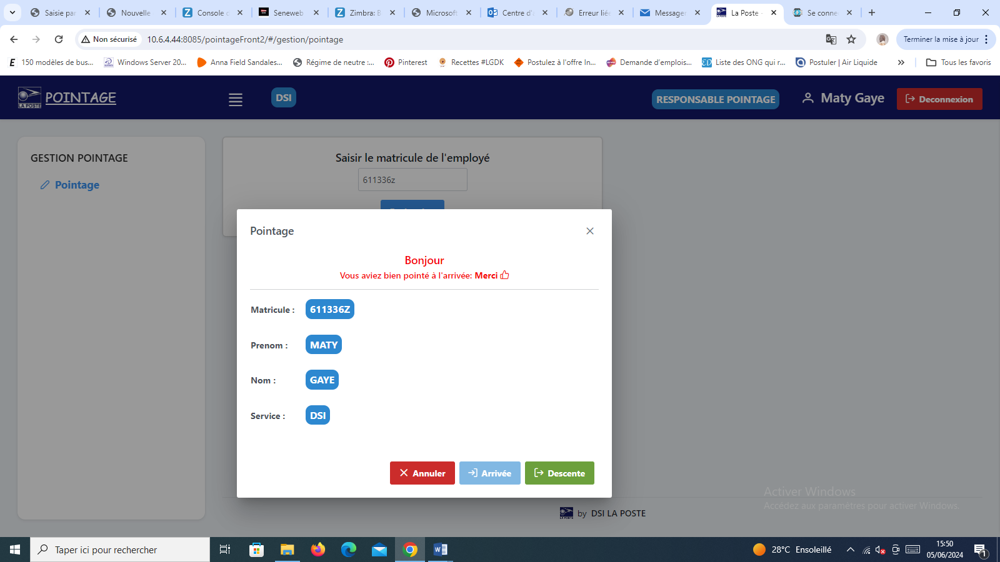 Saisie par
Nouvelle
Console d
Seneweb
Zimbra: B
Microsoft
Centre d'a
Erreur liée
Message
La Poste -
Se conne
Non sécurisé
10.6.4.44:8085/pointageFront2/#/gestion/pointage
Terminer la mise à jour
150 modèles de bus...
Windows Server 20...
Anna Field Sandales...
Régime de neutre :...
Pinterest
Recettes #LGDK
Postulez à l'offre In...
Demande d'emplois...
Liste des ONG qui r...
Postuler | Air Liquide
Tous les favoris
LA POSTE
POINTAGE
DSI
RESPONSABLE POINTAGE
Maty Gaye
Deconnexion
GESTION POINTAGE
Pointage
Saisir le matricule de l'employé
611336z
Pointage
Bonjour
Vous aviez bien pointé à l'arrivée: Merci
Matricule : 611336Z
Prenom : MATY
Nom : GAYE
Service : DSI
Annuler
Arrivée
Descente
Activer Windows
Accédez aux paramètres pour activer Windows.
by DSI LA POSTE
Taper ici pour rechercher
28°C Ensoleillé
15:50
05/06/2024
1